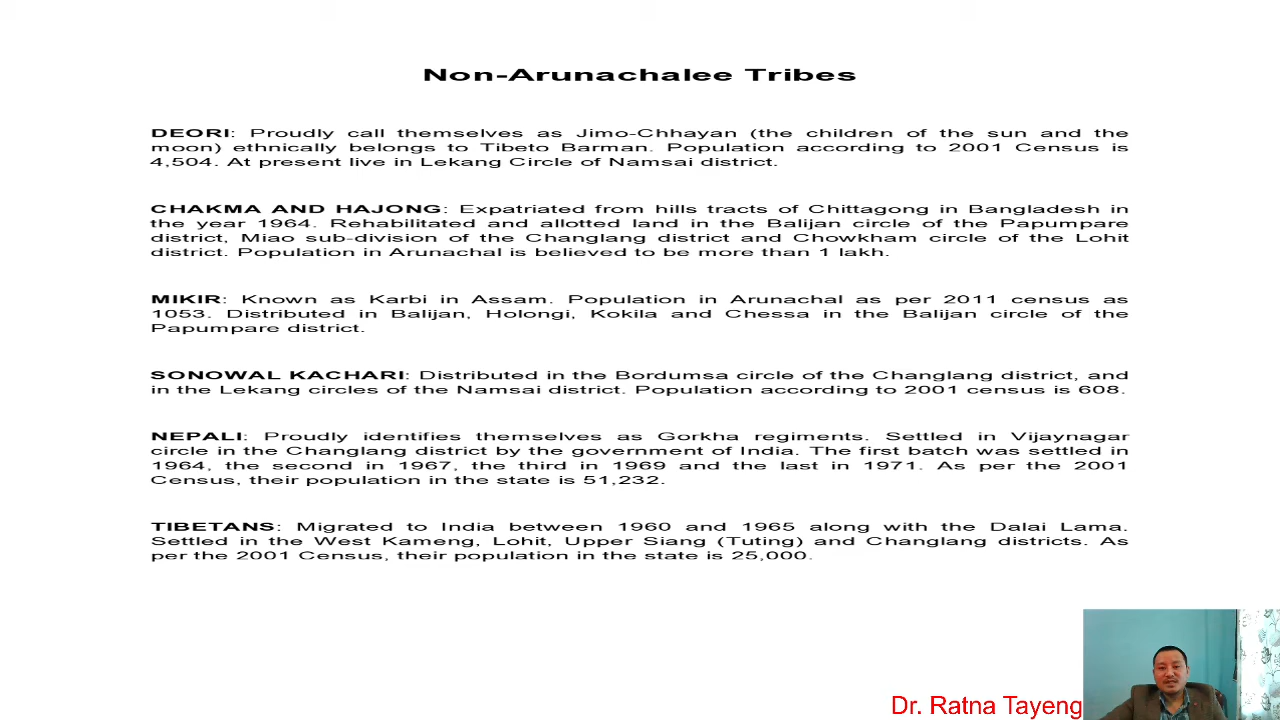 Non-Arunachalee Tribes
DEORI: Proudly call themselves as Jimo-Chhayan (the children of the sun and the
moon) ethnically belongs to Tibeto Barman. Population according to 2001 Census is
4,504. At present live in Lekang Circle of Namsai district.
CHAKMA AND HAJONG: Expatriated from hills tracts of Chittagong in Bangladesh in
the year 1964. Rehabilitated and allotted land in the Balijan circle of the Papumpare
district, Miao sub-division of the Changlang district and Chowkham circle of the Lohit
district. Population in Arunachal is believed to be more than 1 lakh.
MIKIR: Known as Karbi in Assam. Population in Arunachal as per 2011 census as
1053. Distributed in Balijan, Holongi, Kokila and Chessa in the Balijan circle of the
Papumpare district.
SONOWAL KACHARI: Distributed in the Bordumsa circle of the Changlang district, and
in the Lekang circles of the Namsai district. Population according to 2001 census is 608.
NEPALI: Proudly identifies themselves as Gorkha regiments. Settled in Vijaynagar
circle in the Changlang district by the government of India. The first batch was settled in
1964, the second in 1967, the third in 1969 and the last in 1971. As per the 2001
Census, their population in the state is 51,232.
TIBETANS: Migrated to India between 1960 and 1965 along with the Dalai Lama.
Settled in the West Kameng, Lohit, Upper Siang (Tuting) and Changlang districts. As
per the 2001 Census, their population in the state is 25,000.
Dr. Ratna Tayeng